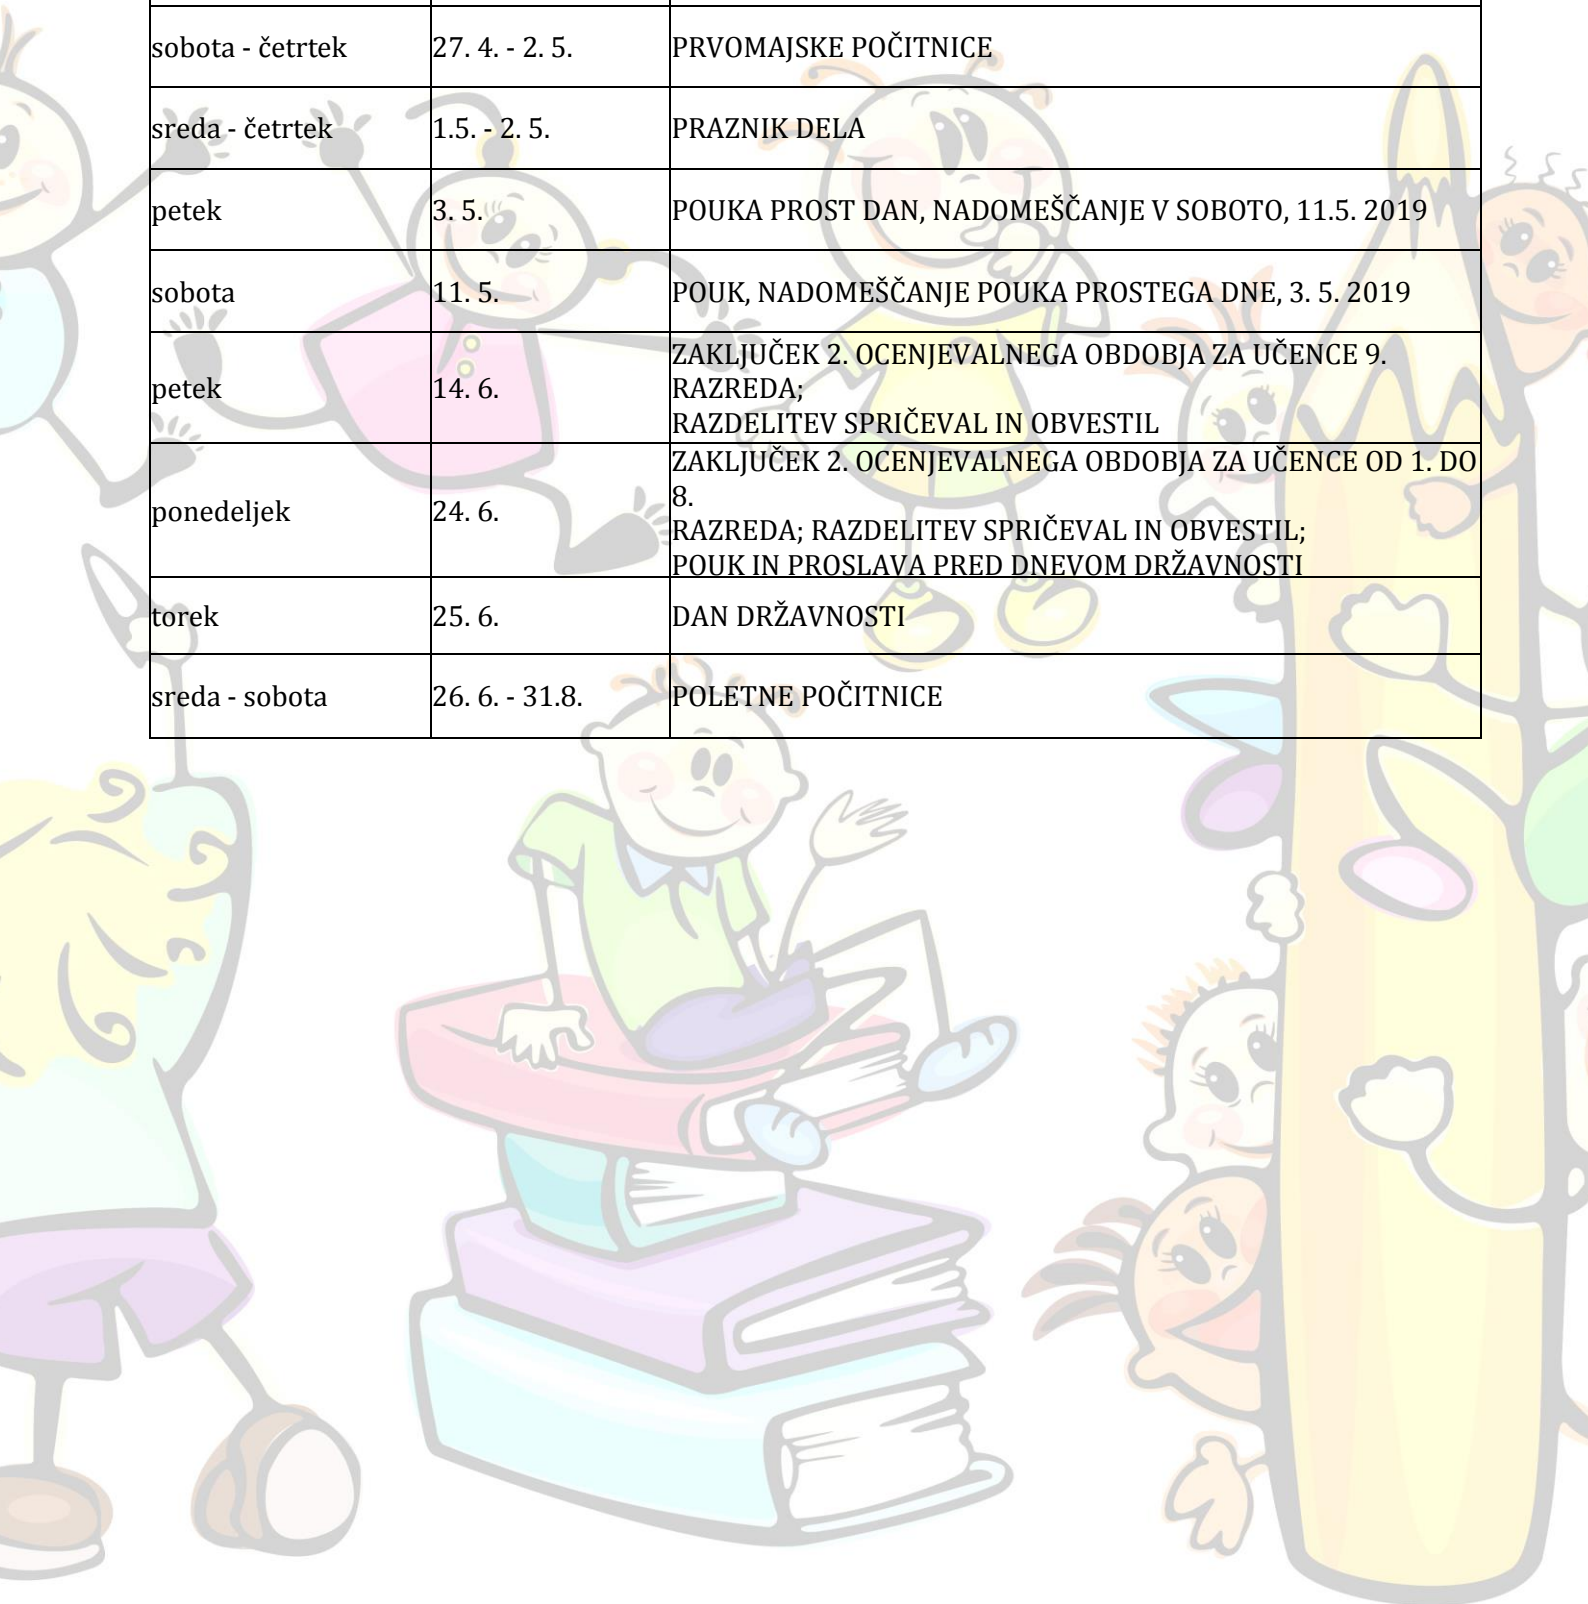 sobota - četrtek 27. 4. - 2. 5. PRVOMAJSKE POČITNICE
sreda - četrtek 1.5. - 2. 5. PRAZNIK DELA
petek 3. 5. POUKA PROST DAN, NADOMEŠČANJE V SOBOTO, 11.5. 2019
sobota 11. 5. POUK, NADOMEŠČANJE POUKA PROSTEGA DNE, 3. 5. 2019
petek 14. 6. ZAKLJUČEK 2. OCENJEVALNEGA OBDOBJA ZA UČENCE 9.
RAZREDA;
RAZDELITEV SPRIČEVAL IN OBVESTIL
ponedeljek 24. 6. ZAKLJUČEK 2. OCENJEVALNEGA OBDOBJA ZA UČENCE OD 1. DO
8.
RAZREDA; RAZDELITEV SPRIČEVAL IN OBVESTIL;
POUK IN PROSLAVA PRED DNEVOM DRŽAVNOSTI
torek 25. 6. DAN DRŽAVNOSTI
sreda - sobota 26. 6. - 31.8. POLETNE POČITNICE